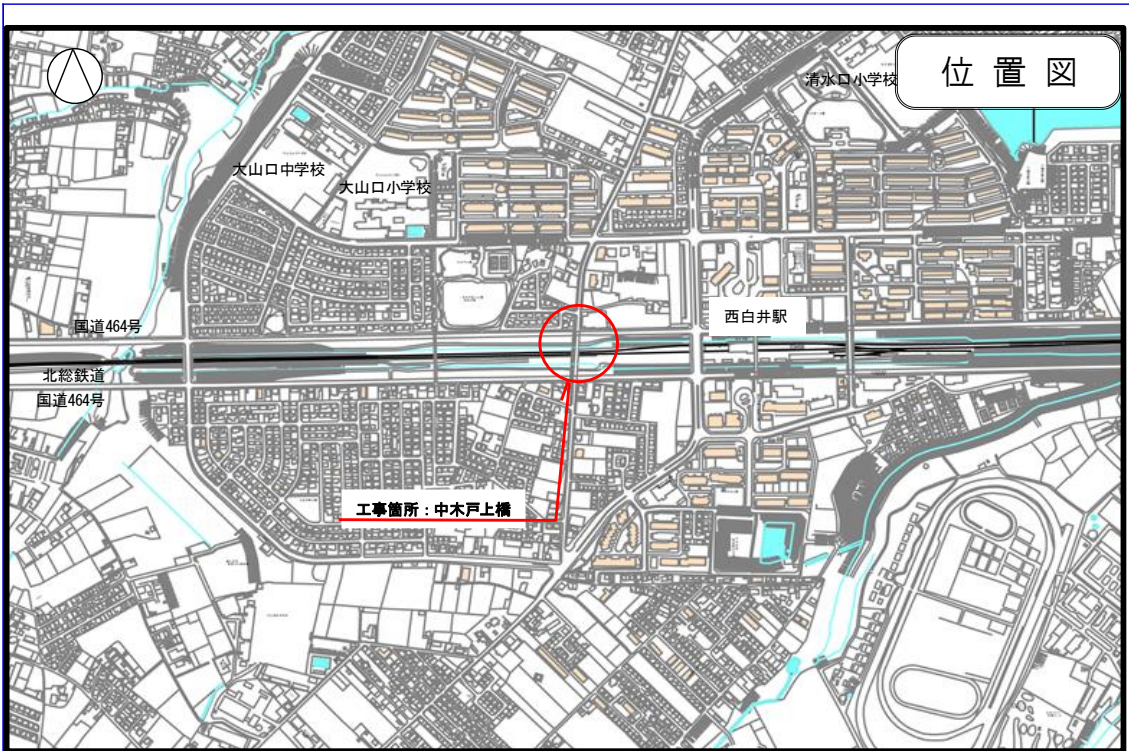 位置図
清水口小学校
大山口中学校
大山口小学校
西白井駅
国道464号
北総鉄道
国道464号
工事箇所：中木戸上橋